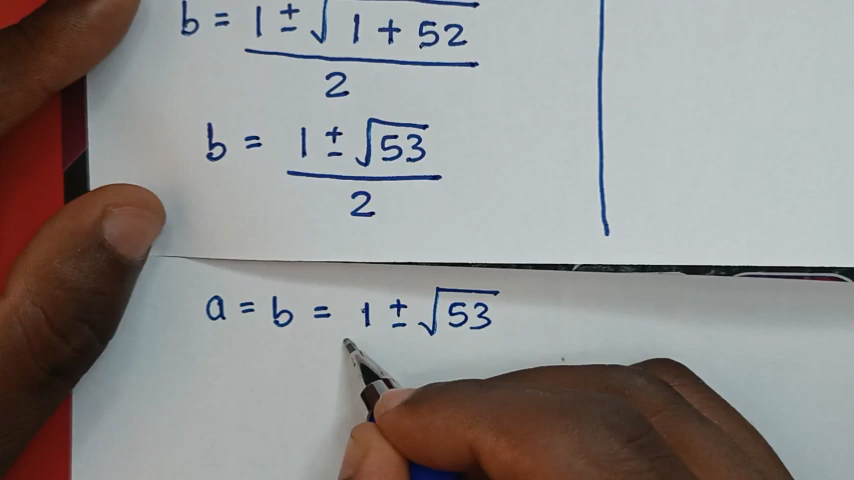 b = 1 ± √1 + 52
2
b = 1 ± √53
2
a = b = 1 ± √53